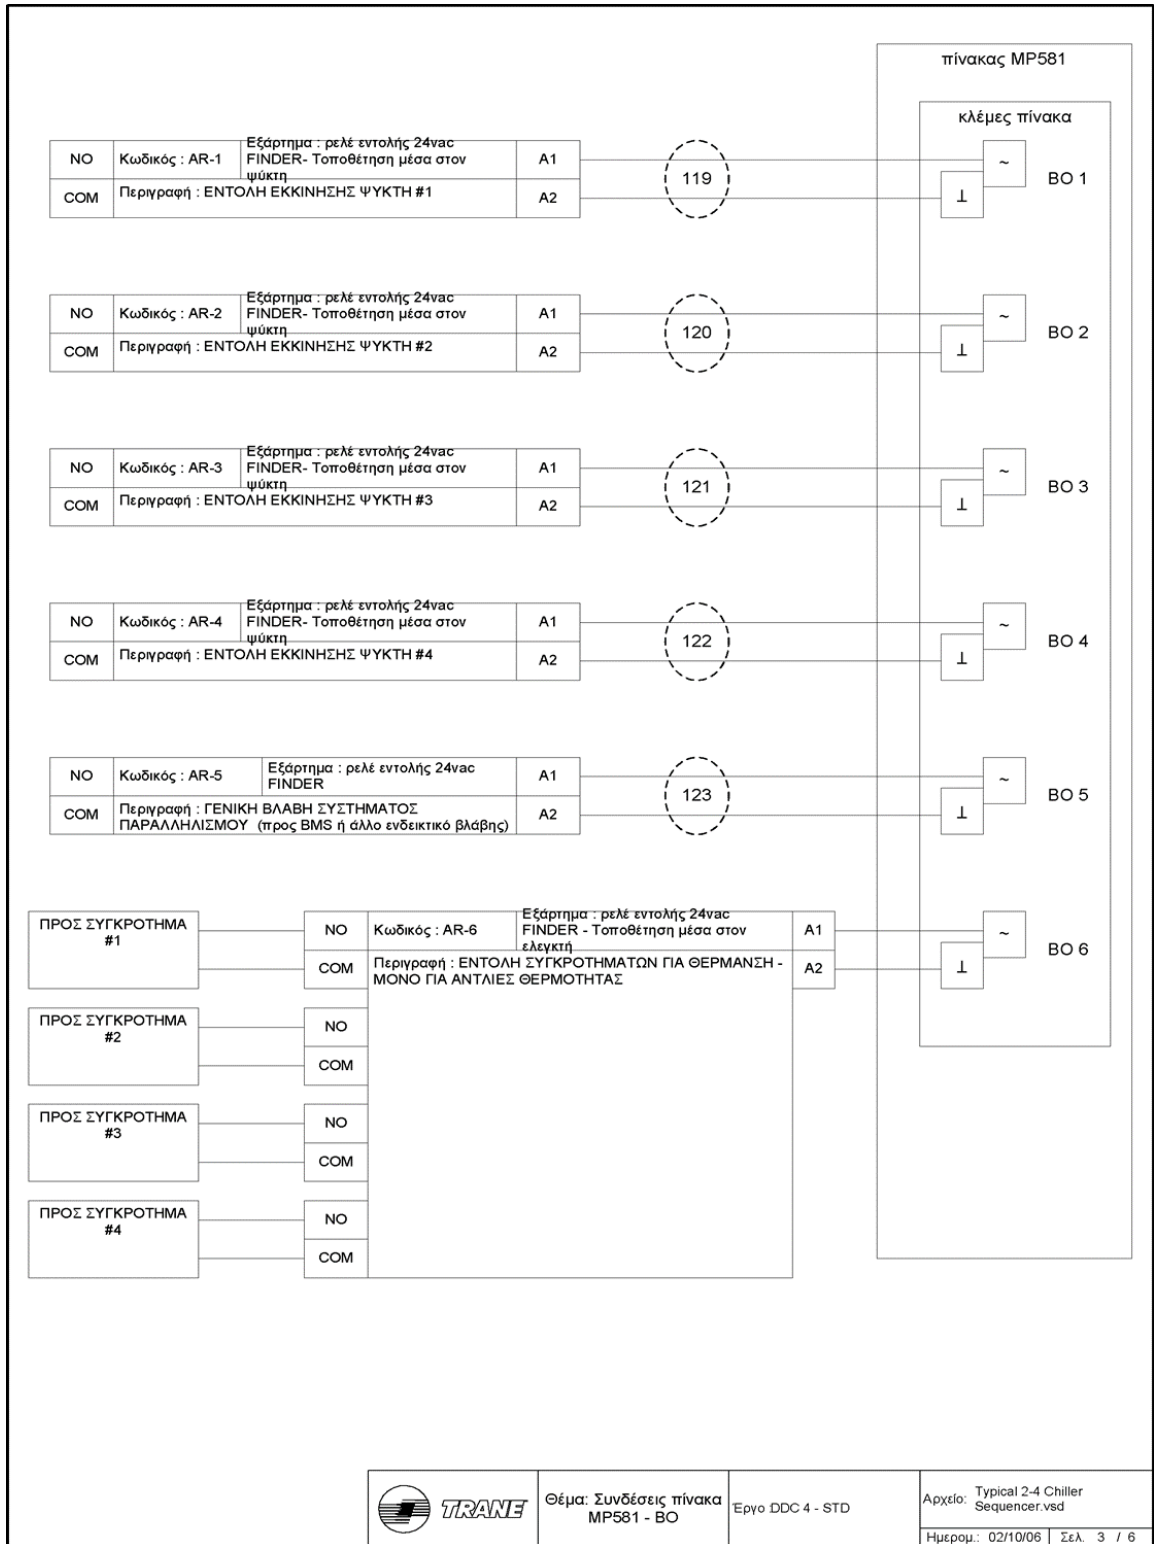 πίνακας MP581
κλέμες πίνακα
NO
Κωδικός : AR-1
Εξάρτημα : ρελέ εντολής 24vac
FINDER- Τοποθέτηση μέσα στον
ψύκτη
A1
COM
Περιγραφή : ΕΝΤΟΛΗ ΕΚΚΙΝΗΣΗΣ ΨΥΚΤΗ #1
A2
119
~
⊥
BO 1
NO
Κωδικός : AR-2
Εξάρτημα : ρελέ εντολής 24vac
FINDER- Τοποθέτηση μέσα στον
ψύκτη
A1
COM
Περιγραφή : ΕΝΤΟΛΗ ΕΚΚΙΝΗΣΗΣ ΨΥΚΤΗ #2
A2
120
~
⊥
BO 2
NO
Κωδικός : AR-3
Εξάρτημα : ρελέ εντολής 24vac
FINDER- Τοποθέτηση μέσα στον
ψύκτη
A1
COM
Περιγραφή : ΕΝΤΟΛΗ ΕΚΚΙΝΗΣΗΣ ΨΥΚΤΗ #3
A2
121
~
⊥
BO 3
NO
Κωδικός : AR-4
Εξάρτημα : ρελέ εντολής 24vac
FINDER- Τοποθέτηση μέσα στον
ψύκτη
A1
COM
Περιγραφή : ΕΝΤΟΛΗ ΕΚΚΙΝΗΣΗΣ ΨΥΚΤΗ #4
A2
122
~
⊥
BO 4
NO
Κωδικός : AR-5
Εξάρτημα : ρελέ εντολής 24vac
FINDER
A1
COM
Περιγραφή : ΓΕΝΙΚΗ ΒΛΑΒΗ ΣΥΣΤΗΜΑΤΟΣ
ΠΑΡΑΛΛΗΛΙΣΜΟΥ (προς BMS ή άλλο ενδεικτικό βλάβης)
A2
123
~
⊥
BO 5
ΠΡΟΣ ΣΥΓΚΡΟΤΗΜΑ
#1
NO
Κωδικός : AR-6
Εξάρτημα : ρελέ εντολής 24vac
FINDER - Τοποθέτηση μέσα στον
ελεγκτή
A1
COM
Περιγραφή : ΕΝΤΟΛΗ ΣΥΓΚΡΟΤΗΜΑΤΩΝ ΓΙΑ ΘΕΡΜΑΝΣΗ -
ΜΟΝΟ ΓΙΑ ΑΝΤΛΙΕΣ ΘΕΡΜΟΤΗΤΑΣ
A2
~
⊥
BO 6
ΠΡΟΣ ΣΥΓΚΡΟΤΗΜΑ
#2
NO
COM
ΠΡΟΣ ΣΥΓΚΡΟΤΗΜΑ
#3
NO
COM
ΠΡΟΣ ΣΥΓΚΡΟΤΗΜΑ
#4
NO
COM
TRANE
Θέμα: Συνδέσεις πίνακα
MP581 - BO
Έργο :DDC 4 - STD
Αρχείο: Typical 2-4 Chiller
Sequencer.vsd
Ημερομ.: 02/10/06
Σελ. 3 / 6